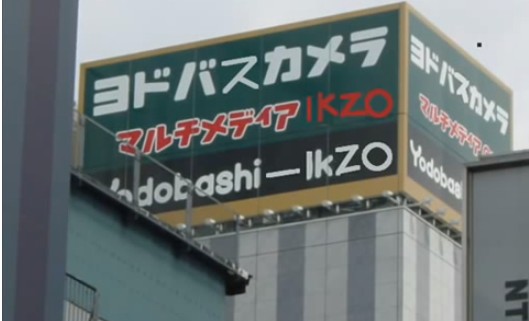 ヨドバスカメラ
マルチメディア IKZO
Yodobashi—IkZO
ヨドバスカメラ
マルチメディア
Yodobas
NT